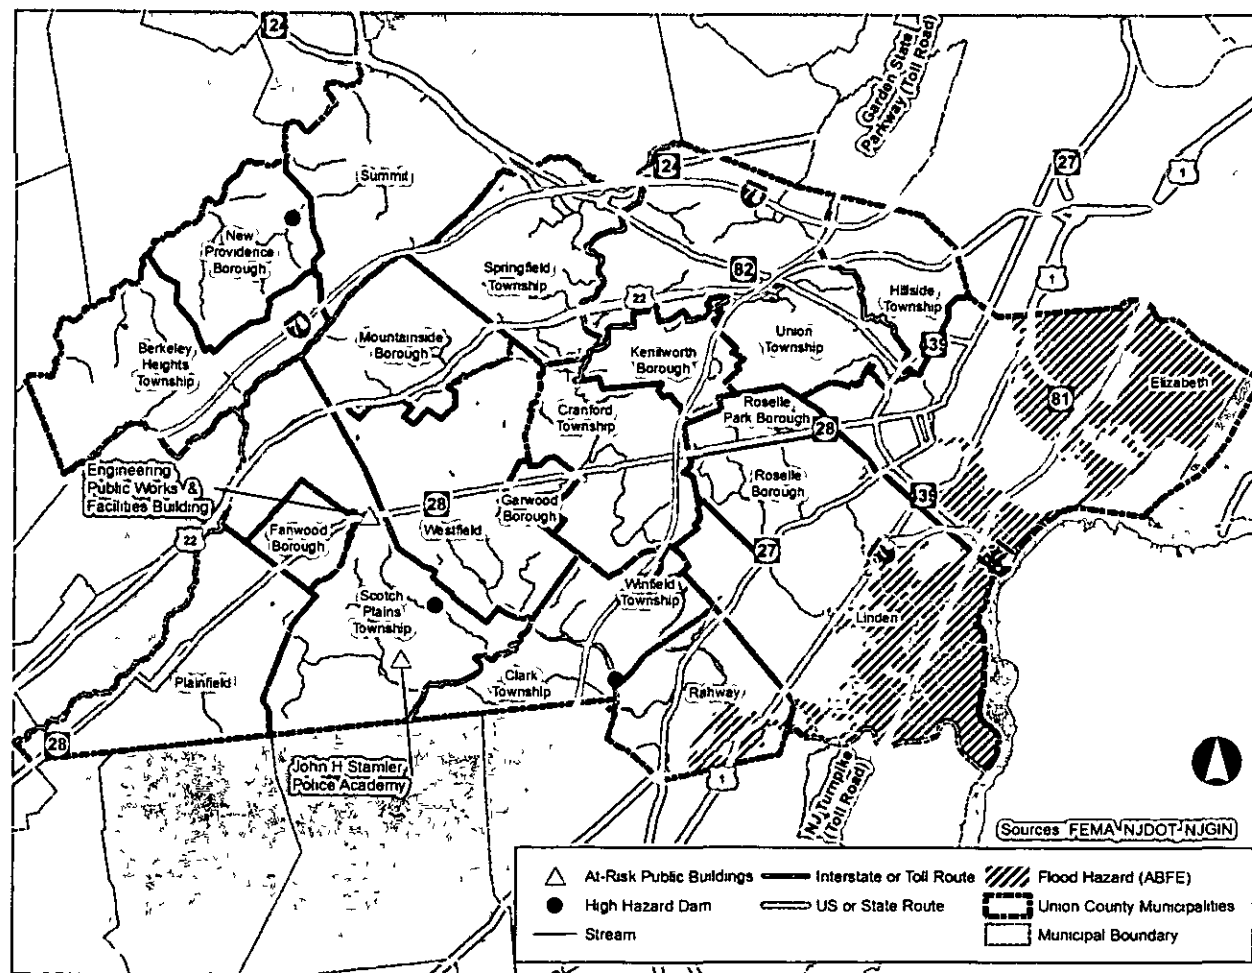 24
Garden State
Parkway (Toll Road)
27
1
24
Summit
New
Providence
Borough
Springfield
Township
82
22
1
Hillside
Township
Mountainside
Borough
Berkeley
Heights
Township
Kenilworth
Borough
Union
Township
439
Elizabeth
81
Cranford
Township
Roselle
Park Borough
28
Engineering
Public Works &
Facilities Building
28
Garwood
Borough
Roselle
Borough
439
22
Fanwood
Borough
Westfield
27
Scotch
Plains
Township
Winfield
Township
Linden
Plainfield
Clark
Township
Rahway
28
John H Stamler
Police Academy
1
NJ Turnpike
(Toll Road)
Sources FEMA NJDOT NJGIN
At-Risk Public Buildings
Interstate or Toll Route
Flood Hazard (ABFE)
High Hazard Dam
US or State Route
Union County Municipalities
Stream
Municipal Boundary